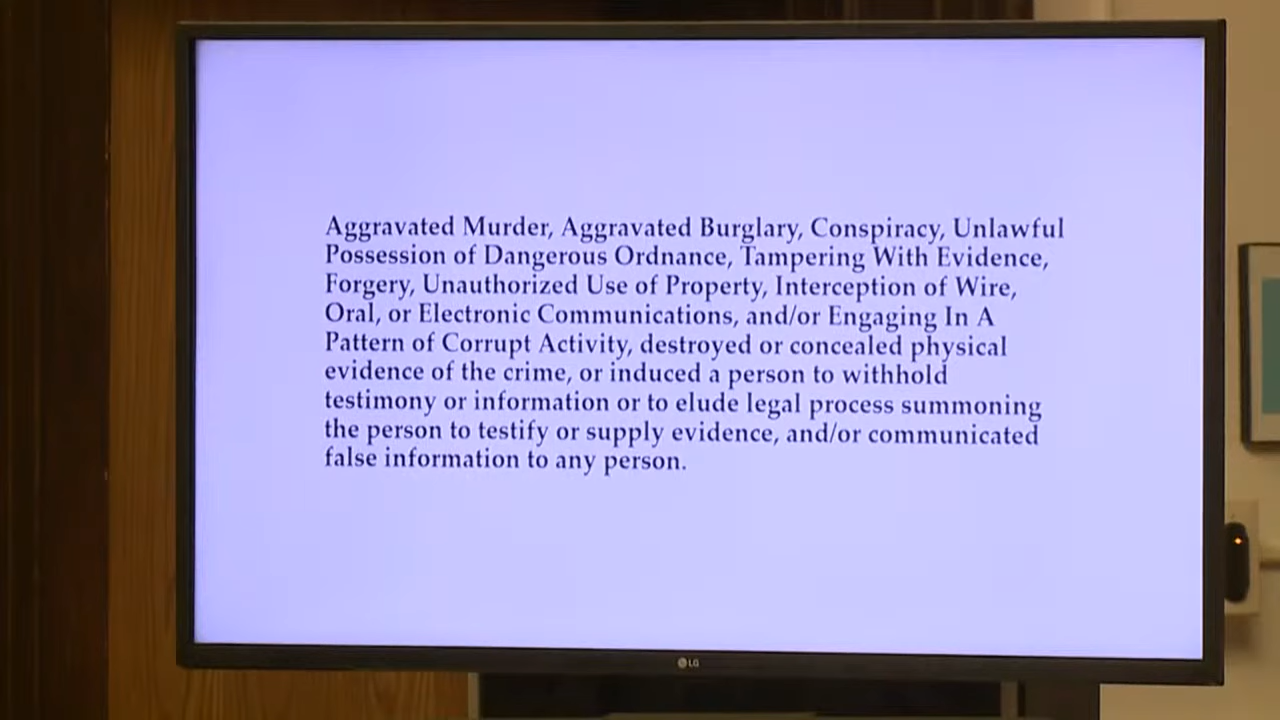 Aggravated Murder, Aggravated Burglary, Conspiracy, Unlawful
Possession of Dangerous Ordnance, Tampering With Evidence,
Forgery, Unauthorized Use of Property, Interception of Wire,
Oral, or Electronic Communications, and/or Engaging In A
Pattern of Corrupt Activity, destroyed or concealed physical
evidence of the crime, or induced a person to withhold
testimony or information or to elude legal process summoning
the person to testify or supply evidence, and/or communicated
false information to any person.
LG